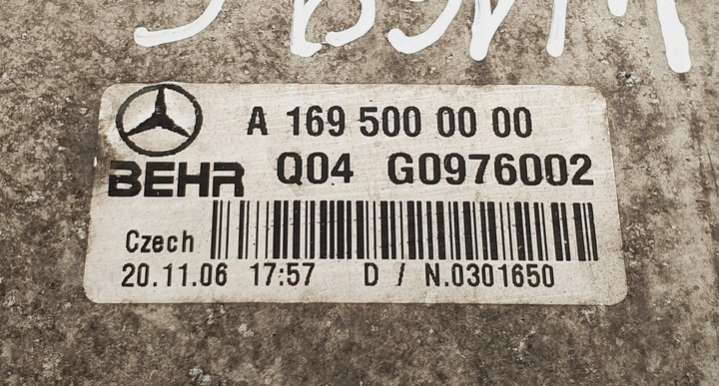 A 169 500 00 00
BEHR Q04 G0976002
Czech
20.11.06 17:57 D / N.0301650